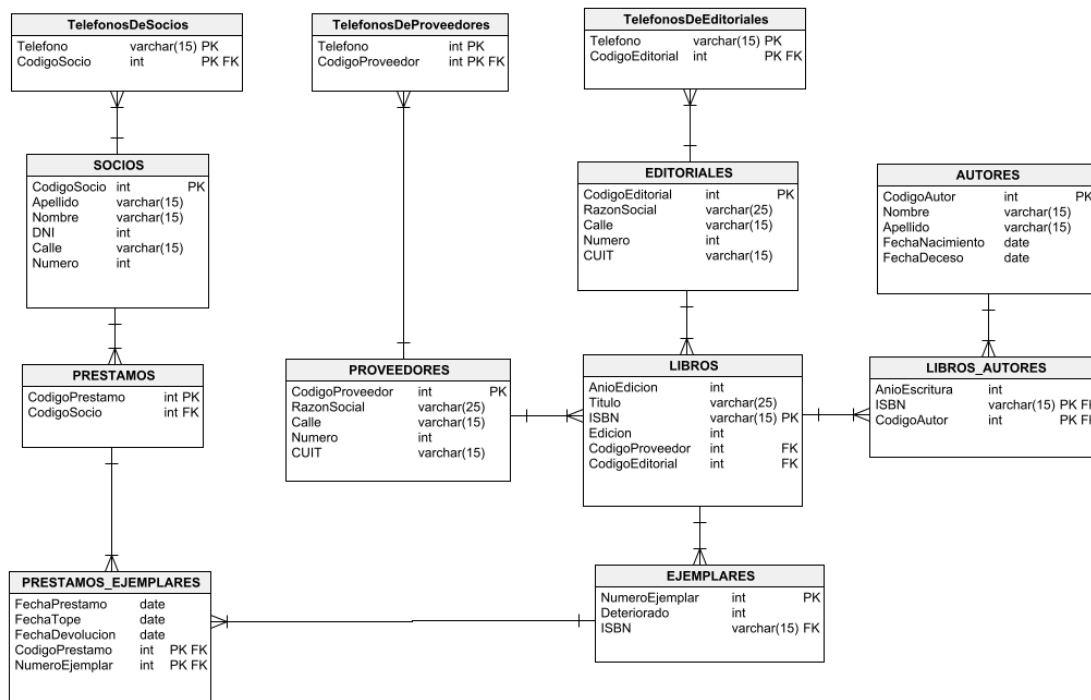 TelefonosDeSocios
Telefono varchar(15) PK
CodigoSocio int PK FK
TelefonosDeProveedores
Telefono int PK
CodigoProveedor int PK FK
TelefonosDeEditoriales
Telefono varchar(15) PK
CodigoEditorial int PK FK
SOCIOS
CodigoSocio int PK
Apellido varchar(15)
Nombre varchar(15)
DNI int
Calle varchar(15)
Numero int
EDITORIALES
CodigoEditorial int PK
RazonSocial varchar(25)
Calle varchar(15)
Numero int
CUIT varchar(15)
AUTORES
CodigoAutor int PK
Nombre varchar(15)
Apellido varchar(15)
FechaNacimiento date
FechaDeceso date
PRESTAMOS
CodigoPrestamo int PK
CodigoSocio int FK
PROVEEDORES
CodigoProveedor int PK
RazonSocial varchar(25)
Calle varchar(15)
Numero int
CUIT varchar(15)
LIBROS
AnioEdicion int
Titulo varchar(25)
ISBN varchar(15) PK
Edicion int
CodigoProveedor int FK
CodigoEditorial int FK
LIBROS_AUTORES
AnioEscritura int
ISBN varchar(15) PK FK
CodigoAutor int PK FK
PRESTAMOS_EJEMPLARES
FechaPrestamo date
FechaTope date
FechaDevolucion date
CodigoPrestamo int PK FK
NumeroEjemplar int PK FK
EJEMPLARES
NumeroEjemplar int PK
Deteriorado int
ISBN varchar(15) FK